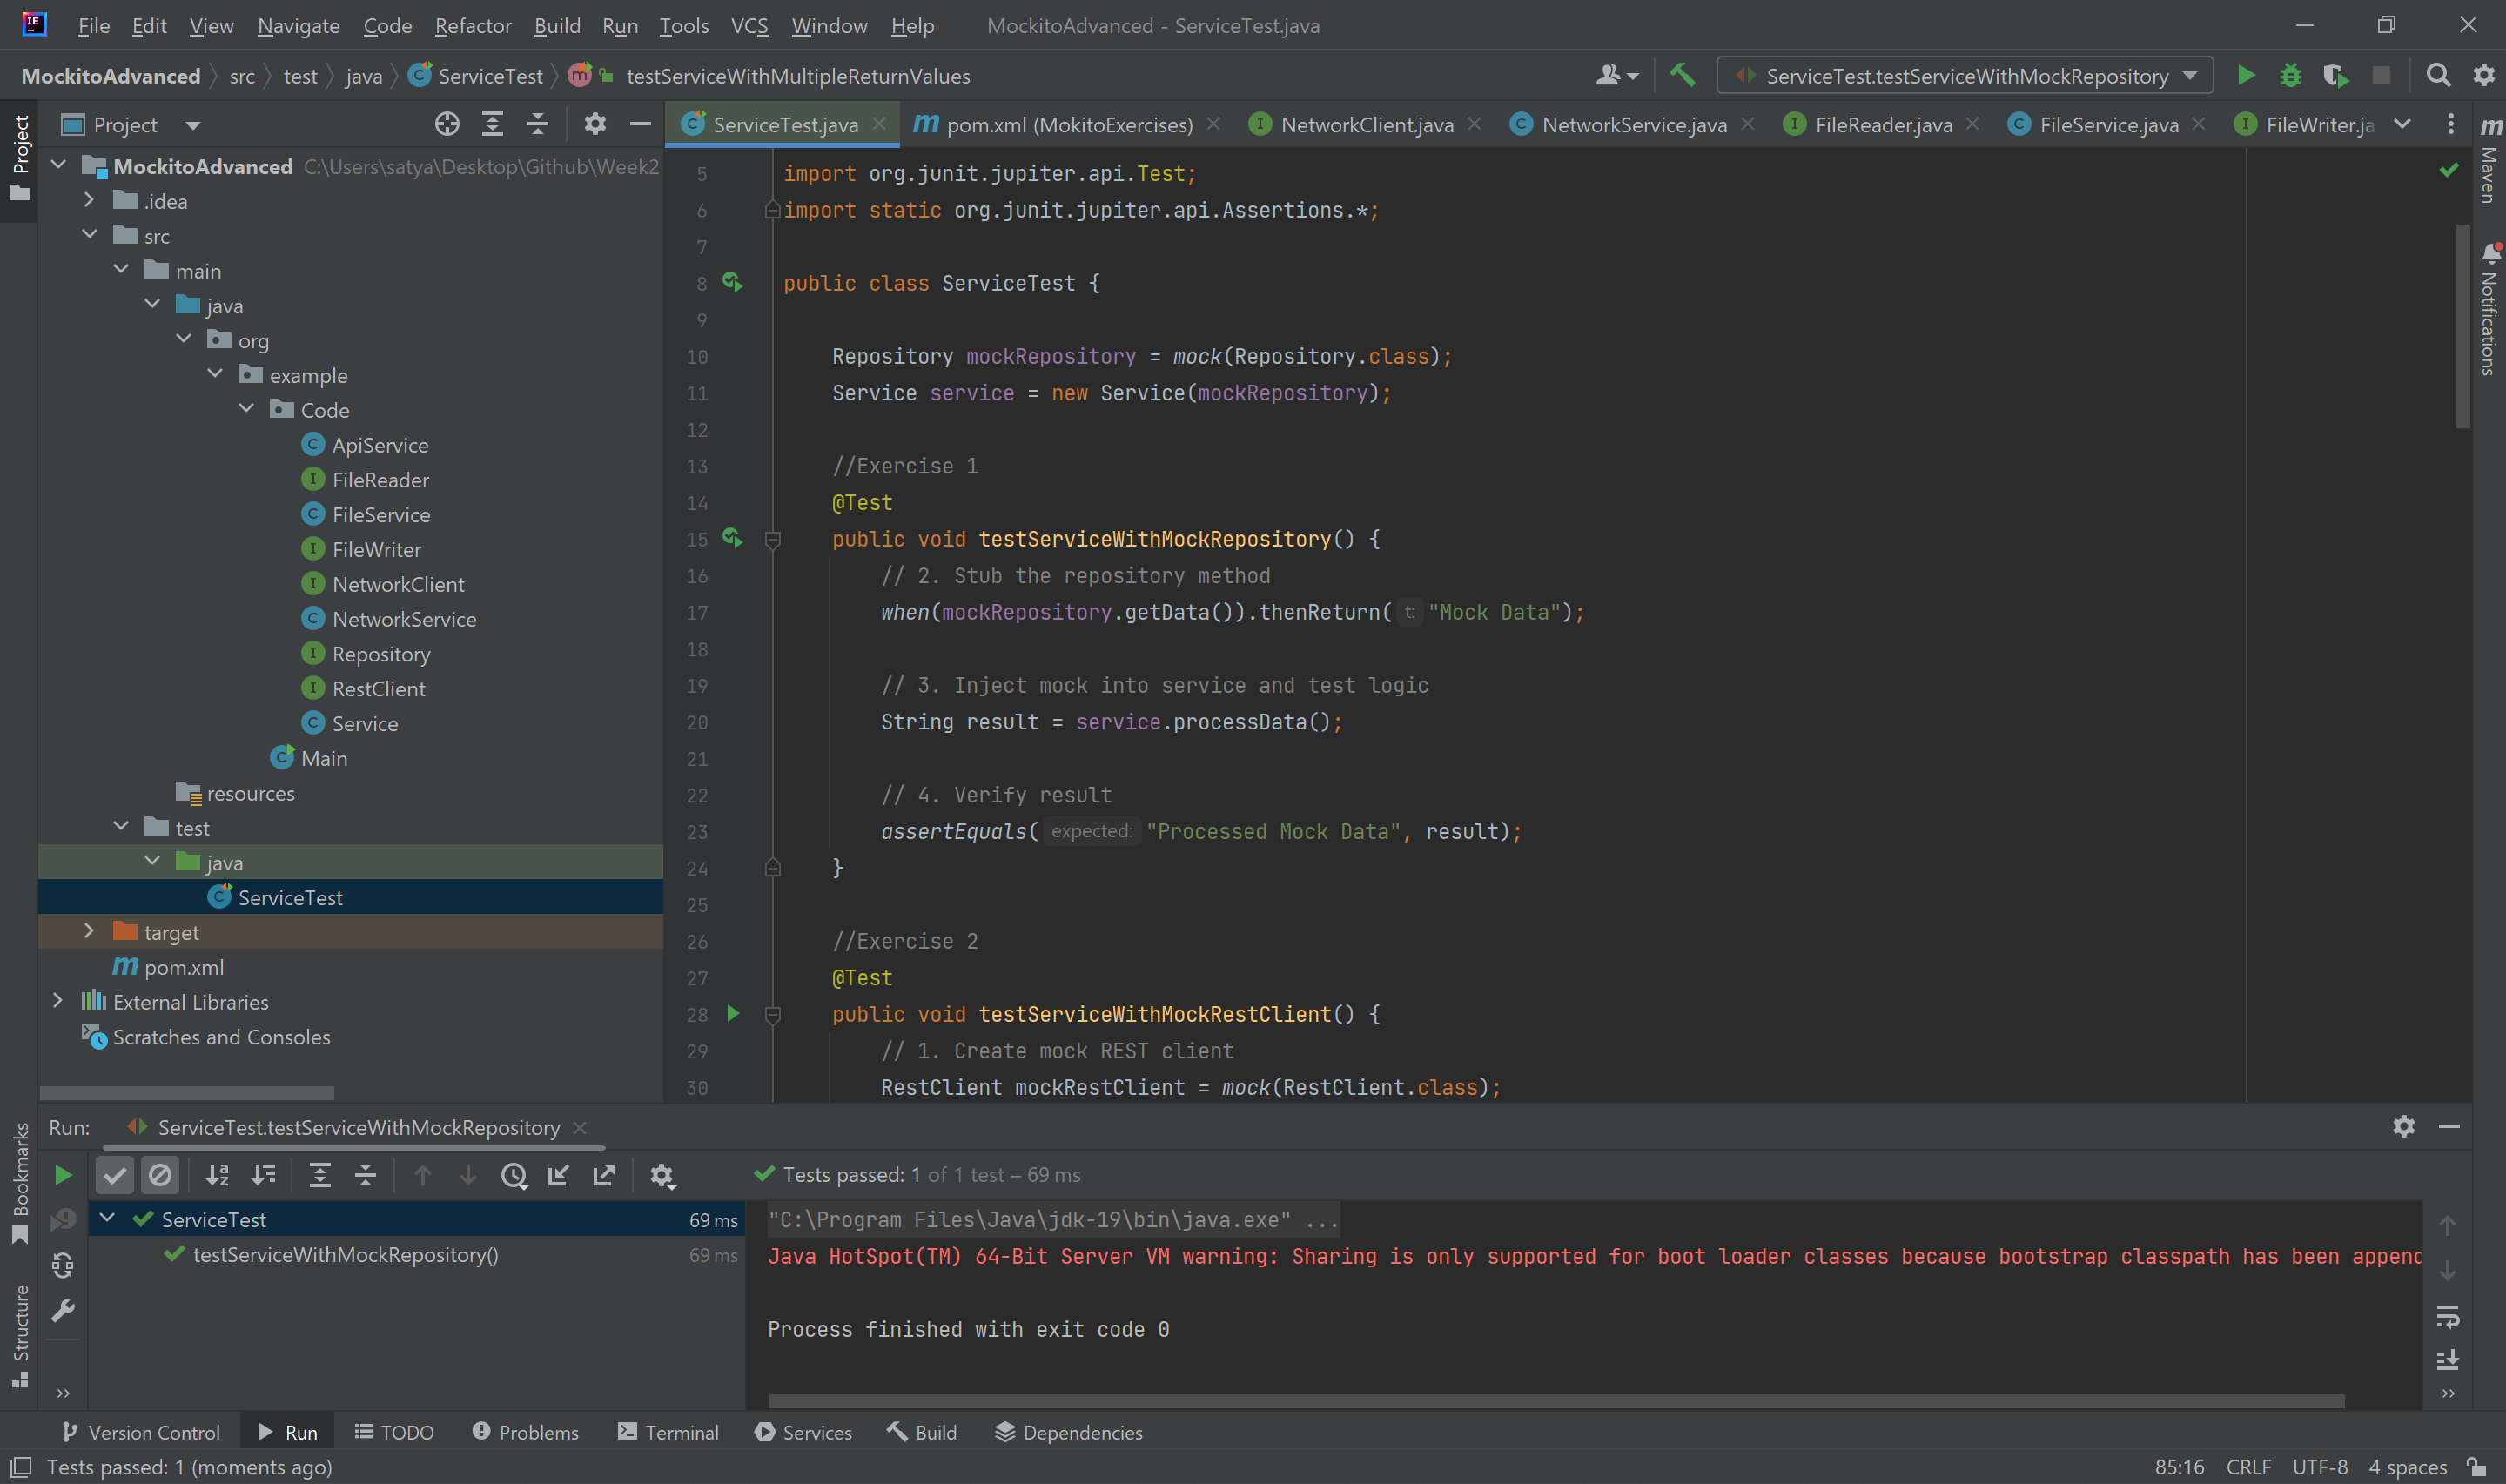 File Edit View Navigate Code Refactor Build Run Tools VCS Window Help MockitoAdvanced - ServiceTest.java
MockitoAdvanced src test java ServiceTest testServiceWithMultipleReturnValues ServiceTest.testServiceWithMockRepository
Project
Project
ServiceTest.java pom.xml (MokitoExercises) NetworkClient.java NetworkService.java FileReader.java FileService.java FileWriter.ja
MockitoAdvanced C:\Users\satya\Desktop\Github\Week2
.idea
src
main
java
org
example
Code
ApiService
FileReader
FileService
FileWriter
NetworkClient
NetworkService
Repository
RestClient
Service
Main
resources
test
java
ServiceTest
target
pom.xml
External Libraries
Scratches and Consoles
5 import org.junit.jupiter.api.Test;
6 import static org.junit.jupiter.api.Assertions.*;
7
8 public class ServiceTest {
9
10 Repository mockRepository = mock(Repository.class);
11 Service service = new Service(mockRepository);
12
13 //Exercise 1
14 @Test
15 public void testServiceWithMockRepository() {
16 // 2. Stub the repository method
17 when(mockRepository.getData()).thenReturn( t: "Mock Data");
18
19 // 3. Inject mock into service and test logic
20 String result = service.processData();
21
22 // 4. Verify result
23 assertEquals( expected: "Processed Mock Data", result);
24 }
25
26 //Exercise 2
27 @Test
28 public void testServiceWithMockRestClient() {
29 // 1. Create mock REST client
30 RestClient mockRestClient = mock(RestClient.class);
Maven
Notifications
Bookmarks
Structure
Run: ServiceTest.testServiceWithMockRepository
Tests passed: 1 of 1 test – 69 ms
ServiceTest 69 ms
testServiceWithMockRepository() 69 ms
"C:\Program Files\Java\jdk-19\bin\java.exe" ...
Java HotSpot(TM) 64-Bit Server VM warning: Sharing is only supported for boot loader classes because bootstrap classpath has been append
Process finished with exit code 0
Version Control Run TODO Problems Terminal Services Build Dependencies
Tests passed: 1 (moments ago) 85:16 CRLF UTF-8 4 spaces